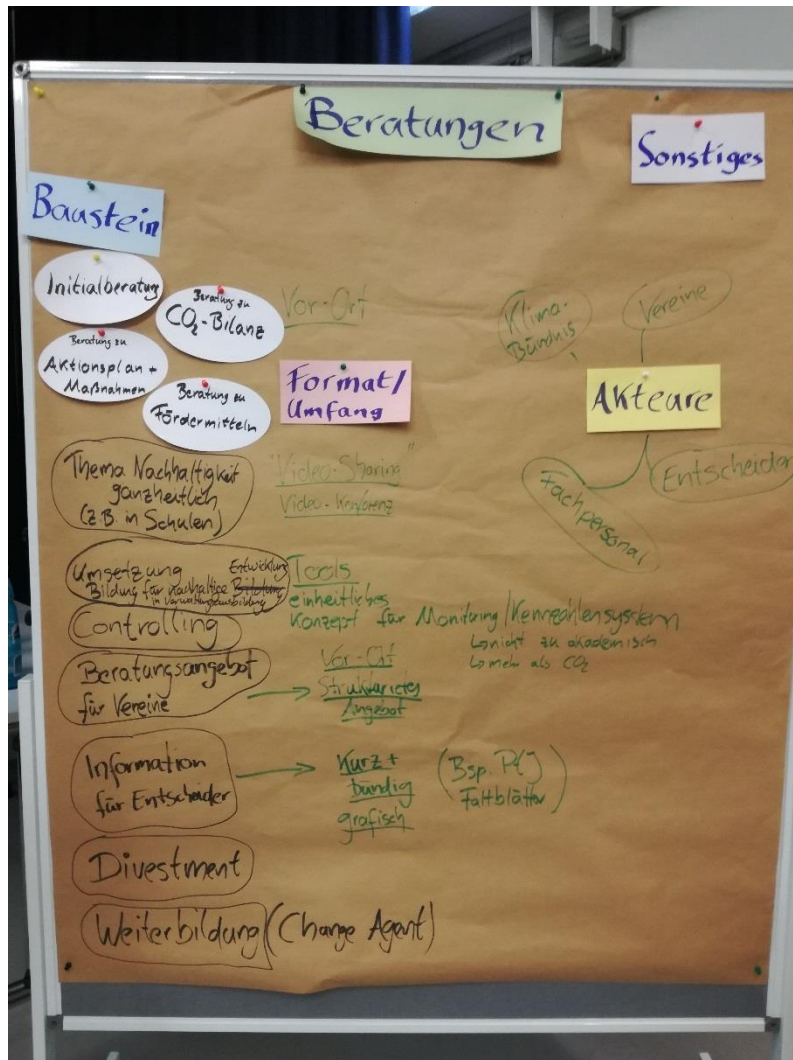 Beratungen
Sonstiges
Baustein
Initialberatung
Beratung zu
CO₂-Bilanz
Beratung zu
Aktionsplan +
Maßnahmen
Beratung zu
Fördermitteln
Vor-Ort
Format/
Umfang
"Video-Sharing"
Video-Konferenz
Klima-
Bündnis
Vereine
Akteure
Entscheider
Fachpersonal
Thema Nachhaltigkeit
ganzheitlich
(z.B. in Schulen)
Umsetzung Entwicklung
Bildung für nachhaltige Bildung
in Verwaltungsausbildung
Tools
einheitliches
Konzept für Monitoring/Kennzahlensystem
↳nicht zu akademisch
↳mehr als CO₂
Controlling
Beratungsangebot
für Vereine
Vor-Ort
Strukturiertes
Angebot
Information
für Entscheider
Kurz +
bündig
grafisch
(Bsp.
Faltblätter)
Divestment
Weiterbildung (Change Agent)